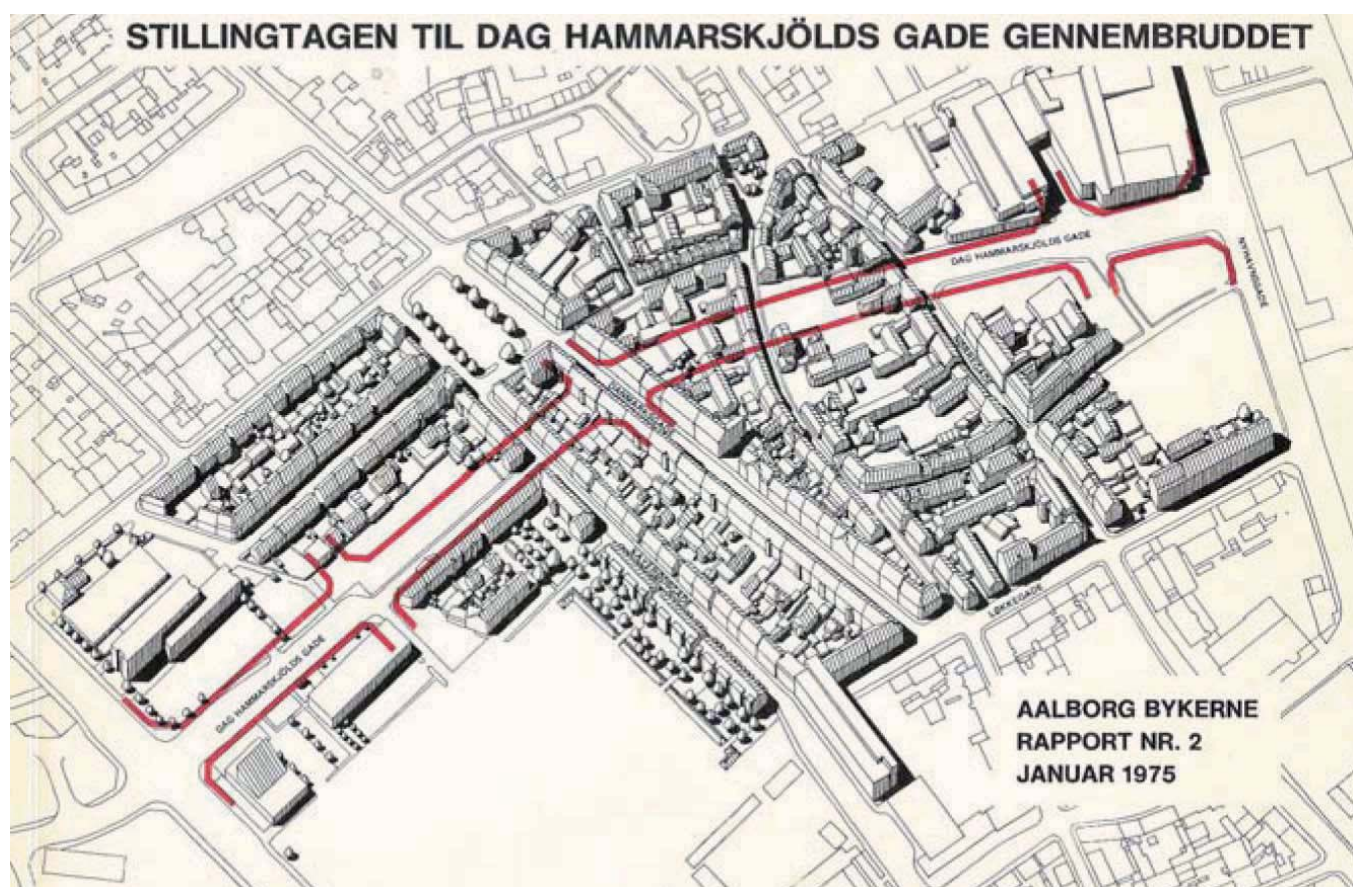 STILLINGTAGEN TIL DAG HAMMARSKJÖLDS GADE GENNEMBRUDDET
DAG HAMMARSKJÖLDS GADE
NYHAVNSGADE
DANMARKSGADE
LØKKEGADE
DAG HAMMARSKJÖLDS GADE
AALBORG BYKERNE
RAPPORT NR. 2
JANUAR 1975